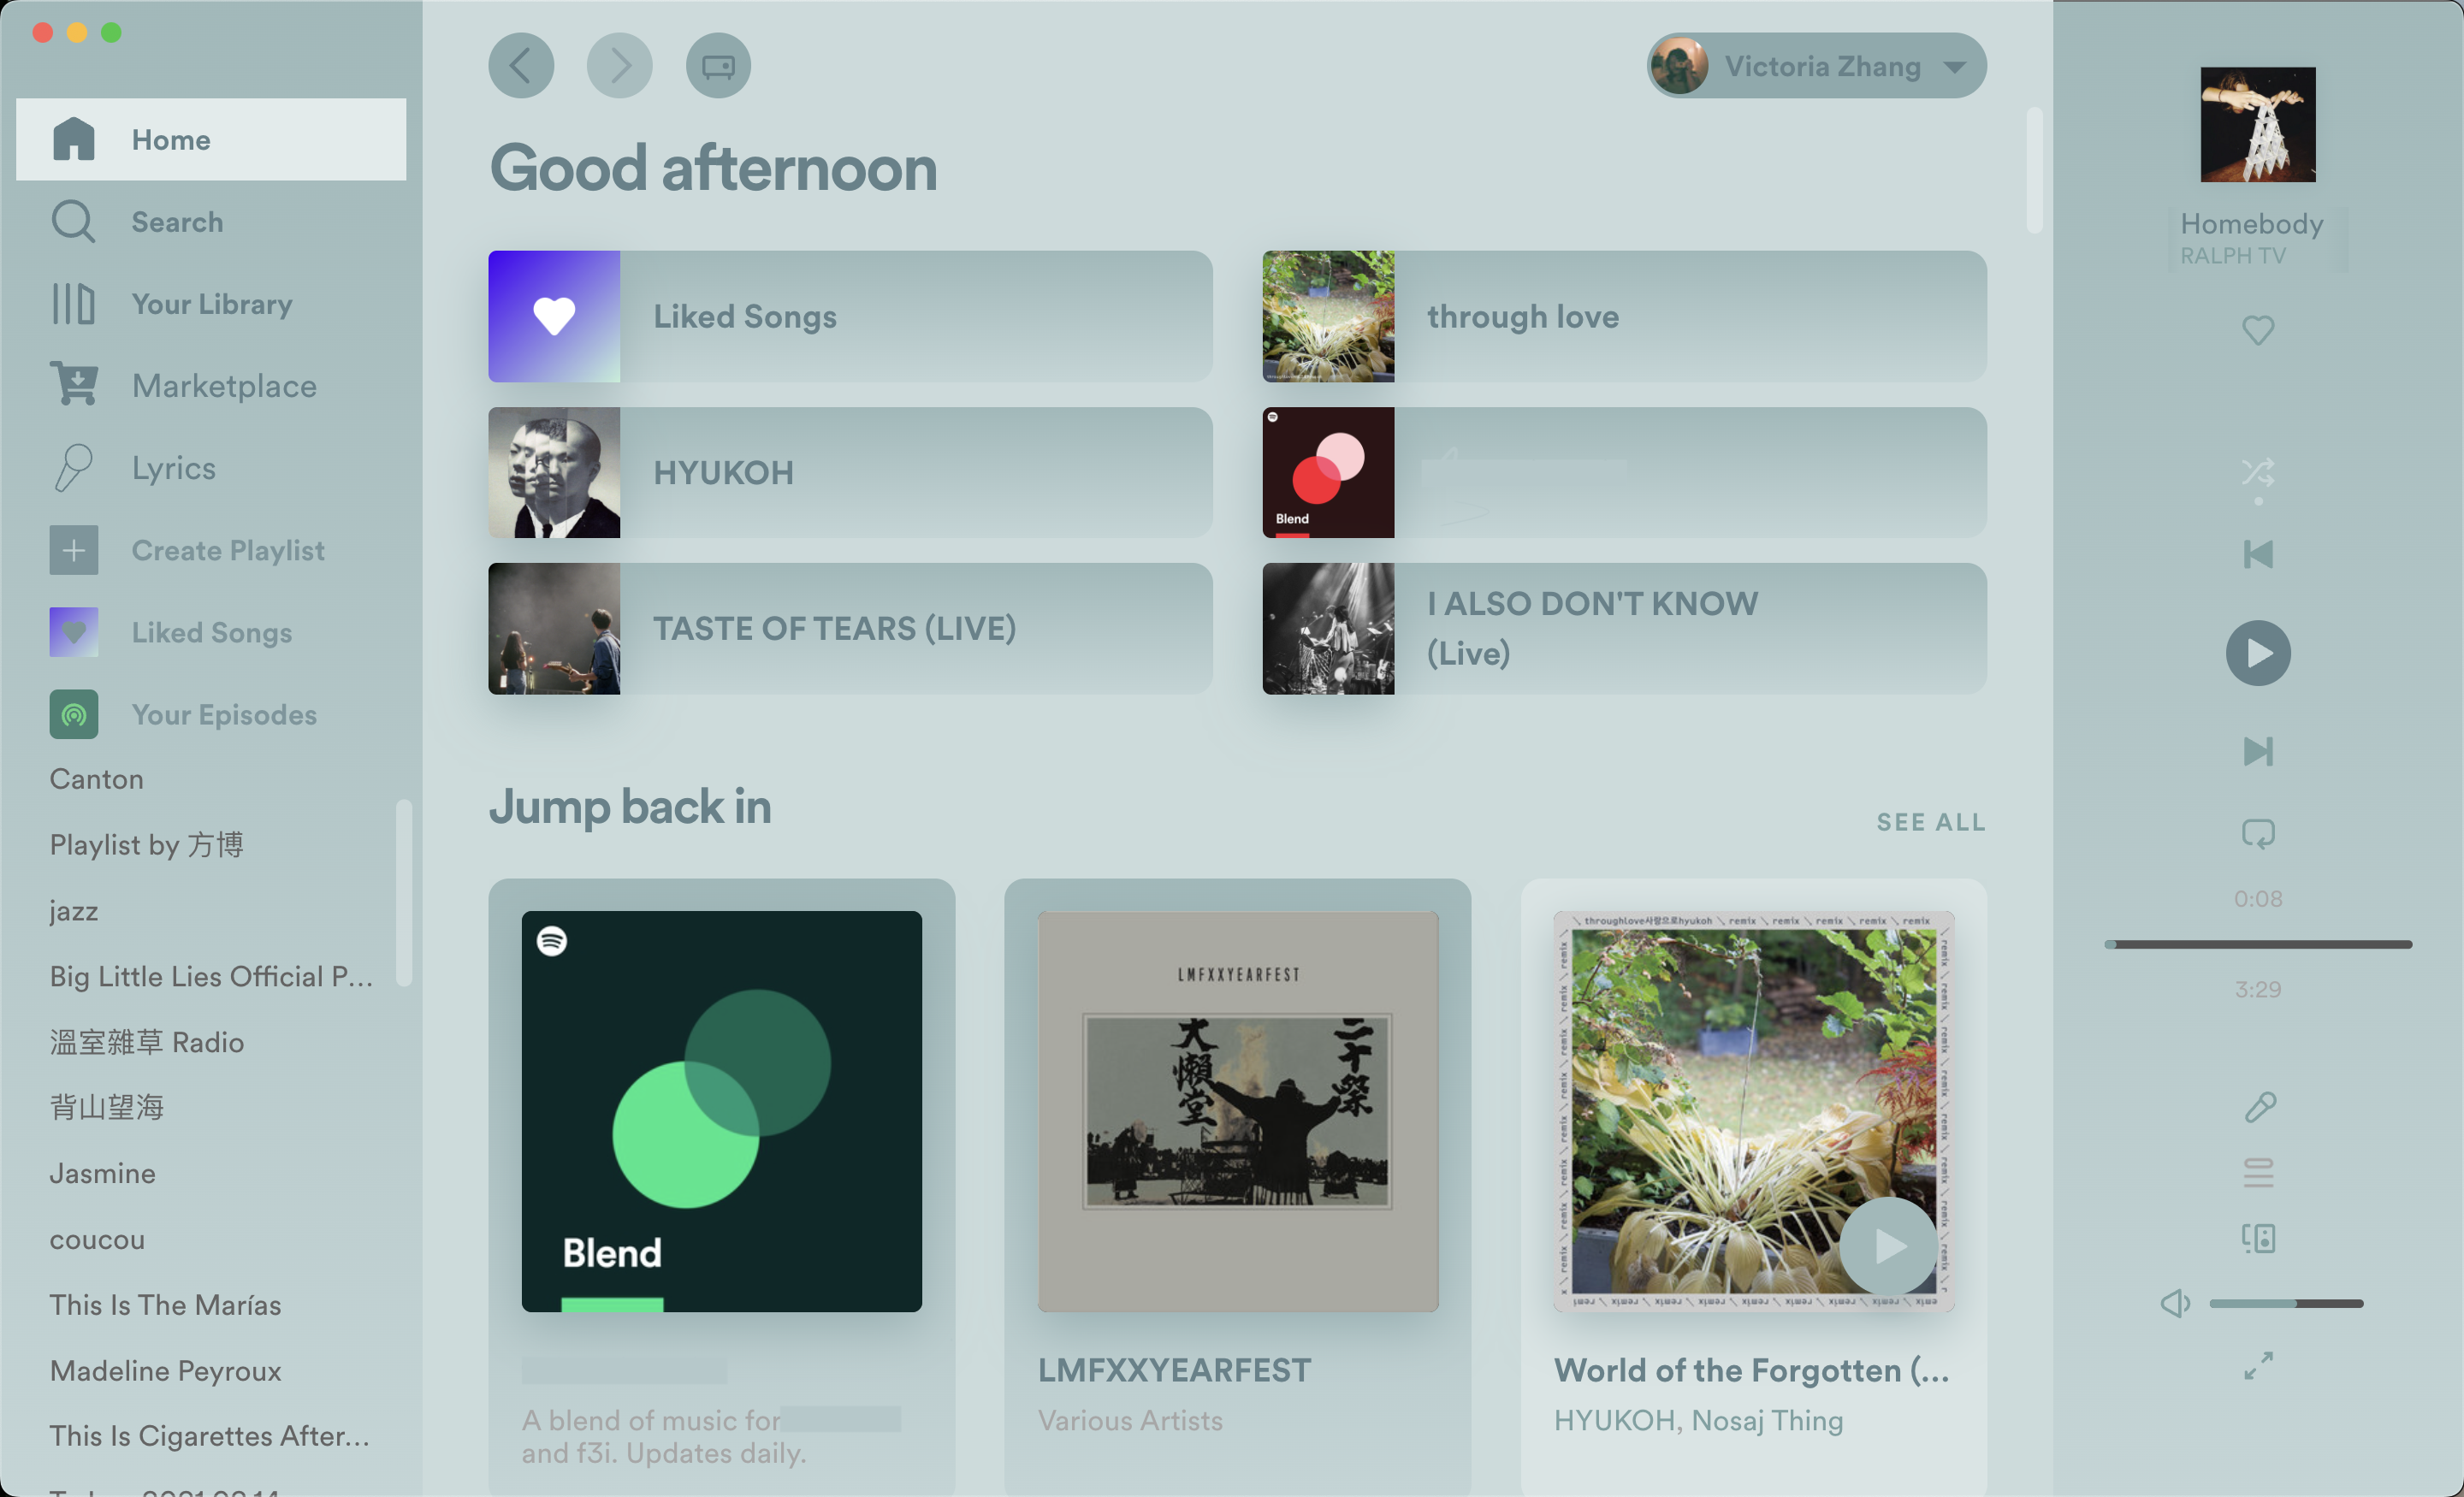 Home
Search
Your Library
Marketplace
Lyrics
Create Playlist
Liked Songs
Your Episodes
Canton
Playlist by 方博
jazz
Big Little Lies Official P...
溫室雜草 Radio
背山望海
Jasmine
coucou
This Is The Marías
Madeline Peyroux
This Is Cigarettes After...
Victoria Zhang
Good afternoon
Liked Songs
through love
HYUKOH
Blend
TASTE OF TEARS (LIVE)
I ALSO DON'T KNOW
(Live)
Jump back in
SEE ALL
Blend
A blend of music for
and f3i. Updates daily.
LMFXXYEARFEST
大懶堂
二十祭
LMFXXYEARFEST
Various Artists
throughlove사랑으로hyukoh \ remix \ remix \ remix \ remix \ remix
World of the Forgotten (...
HYUKOH, Nosaj Thing
Homebody
RALPH TV
0:08
3:29